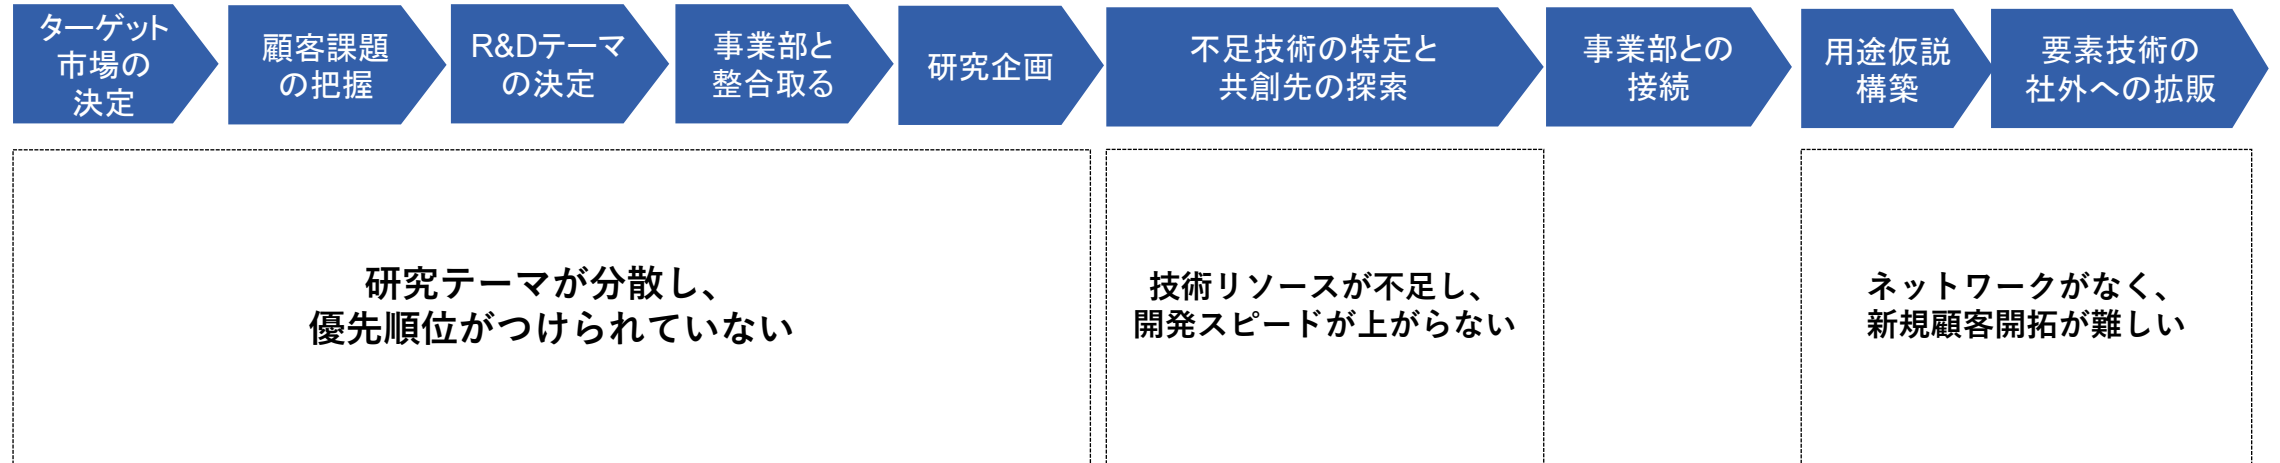 ターゲット
市場の
決定
顧客課題
の把握
R&Dテーマ
の決定
事業部と
整合取る
研究企画
不足技術の特定と
共創先の探索
事業部との
接続
用途仮説
構築
要素技術の
社外への拡販
研究テーマが分散し、
優先順位がつけられていない
技術リソースが不足し、
開発スピードが上がらない
ネットワークがなく、
新規顧客開拓が難しい